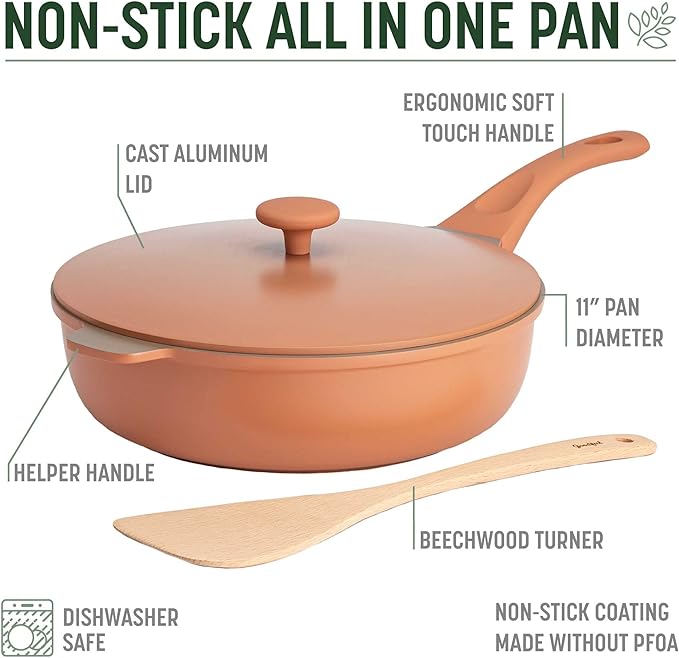 NON-STICK ALL IN ONE PAN
ERGONOMIC SOFT
TOUCH HANDLE
CAST ALUMINUM
LID
11" PAN
DIAMETER
HELPER HANDLE
Goodful
BEECHWOOD TURNER
DISHWASHER
SAFE
NON-STICK COATING
MADE WITHOUT PFOA